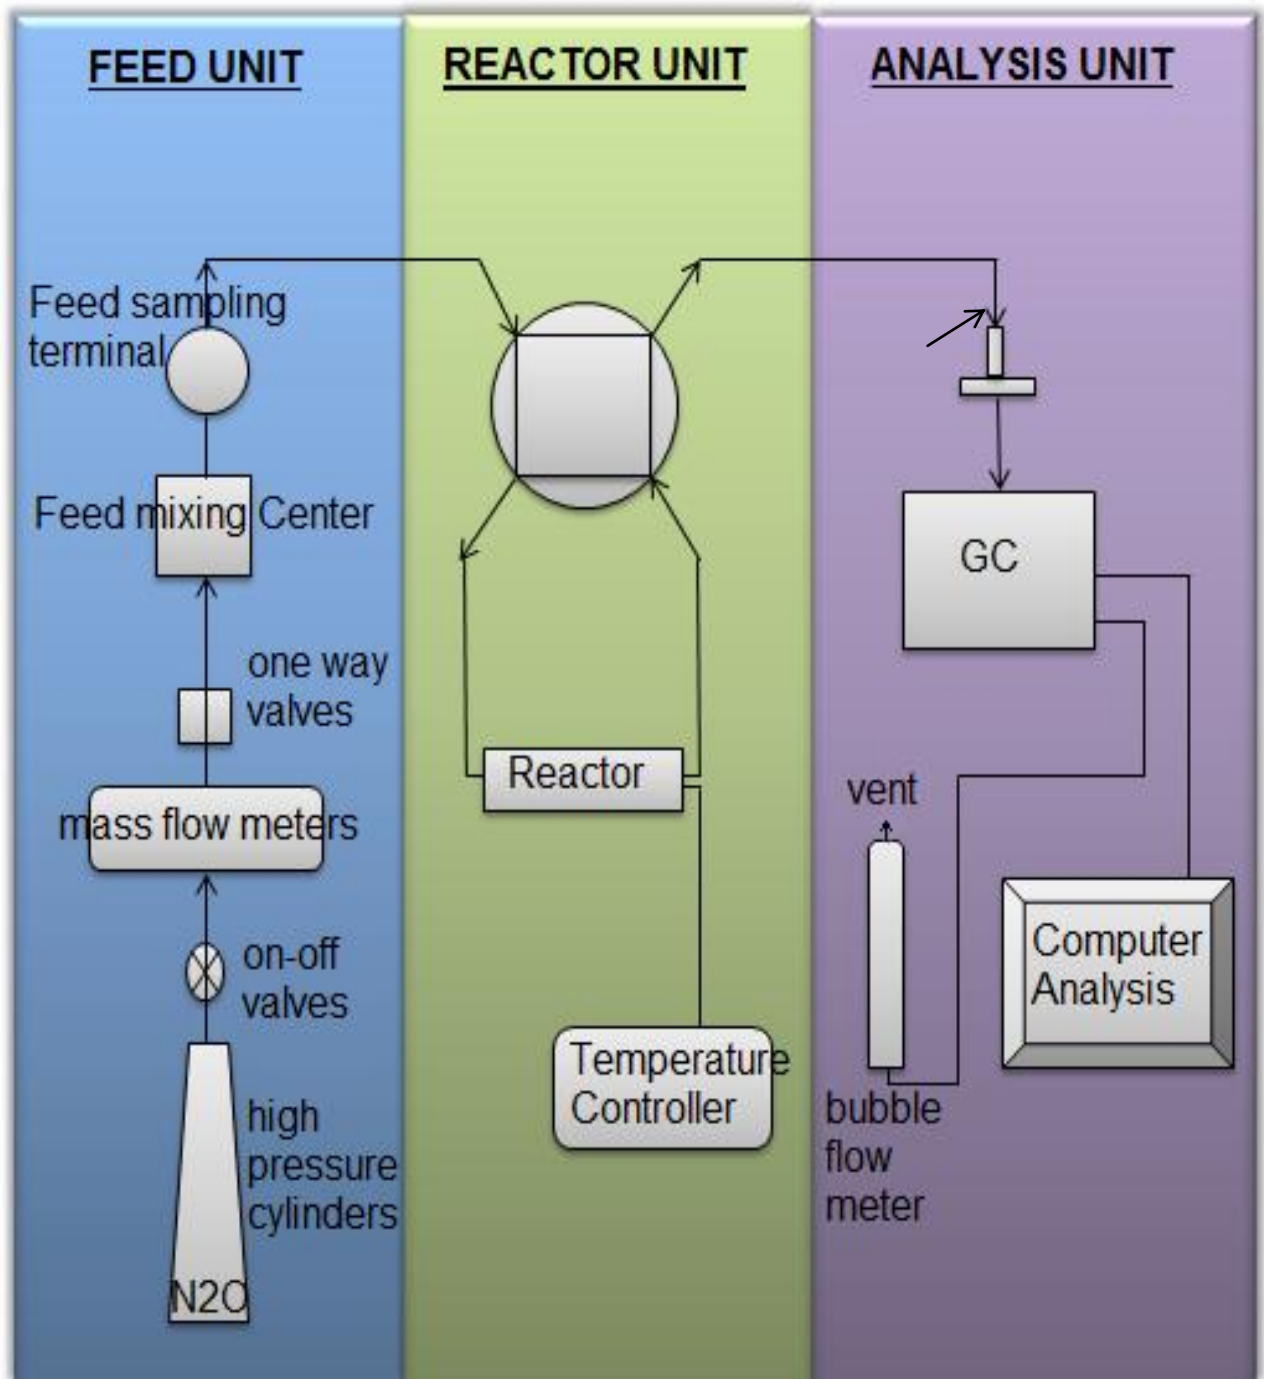 FEED UNIT
REACTOR UNIT
ANALYSIS UNIT
Feed sampling
terminal
Feed mixing Center
one way
valves
mass flow meters
on-off
valves
high
pressure
cylinders
N2O
Reactor
Temperature
Controller
GC
vent
Computer
Analysis
bubble
flow
meter